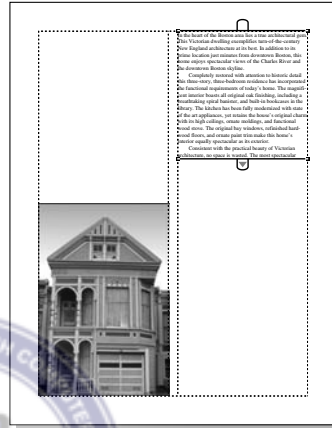 In the heart of the Boston area lies a true architectural gem.
This Victorian dwelling exemplifies turn-of-the-century
New England architecture at its best. In addition to its
prime location just minutes from downtown Boston, this
home enjoys spectacular views of the Charles River and
the downtown Boston skyline.
Completely restored with attention to historic detail
this three-story, three-bedroom residence has incorporated
the functional requirements of today's home. The magnifi-
cent interior boasts all original oak finishing, including a
breathtaking spiral banister, and built-in bookcases in the
library. The kitchen has been fully modernized with state
of the art appliances, yet retains the house's original charm
with its high ceilings, ornate moldings, and functional
wood stove. The original bay windows, refinished hard-
wood floors, and ornate paint trim make this home's
interior equally spectacular as its exterior.
Consistent with the practical beauty of Victorian
architecture, no space is wasted. The most spectacular